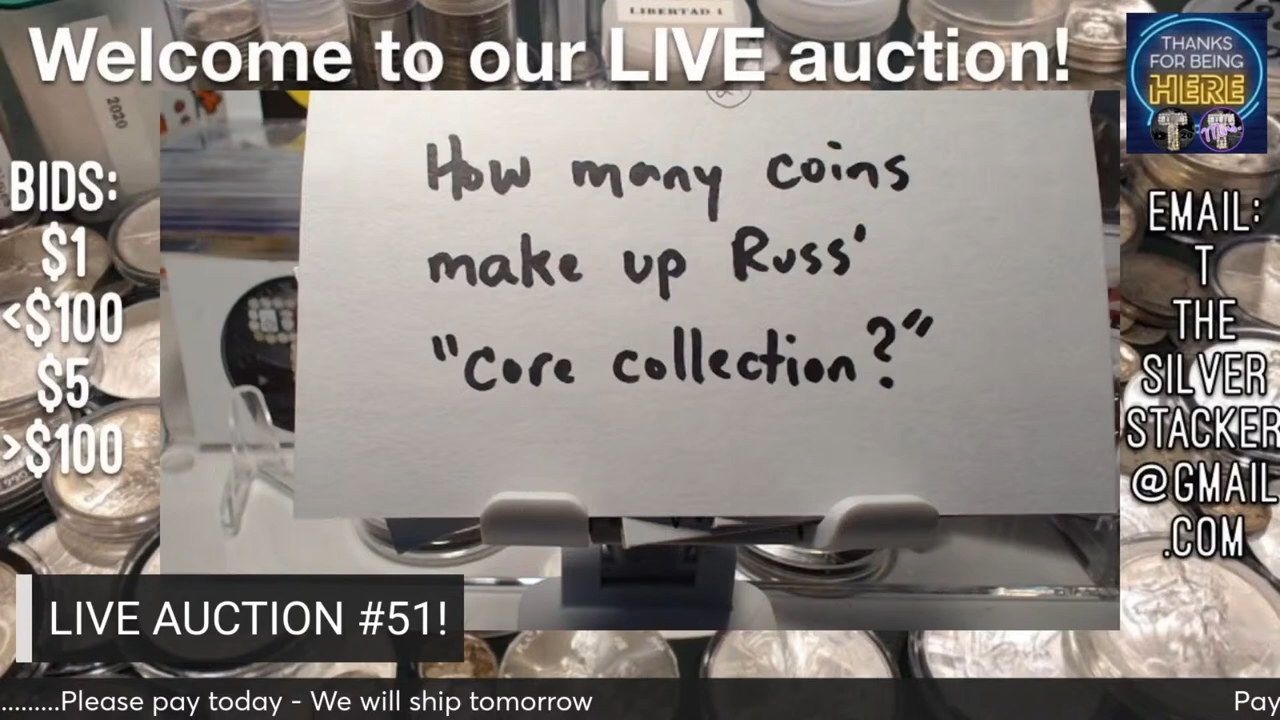 LIBERTAD 1
Welcome to our LIVE auction!
THANKS
FOR BEING
HERE
2020
BIDS:
$1
<$100
$5
>$100
How many coins
make up Russ'
"core collection?"
EMAIL:
T
THE
SILVER
STACKER
@GMAIL
.COM
LIVE AUCTION #51!
.........Please pay today - We will ship tomorrow
Pay